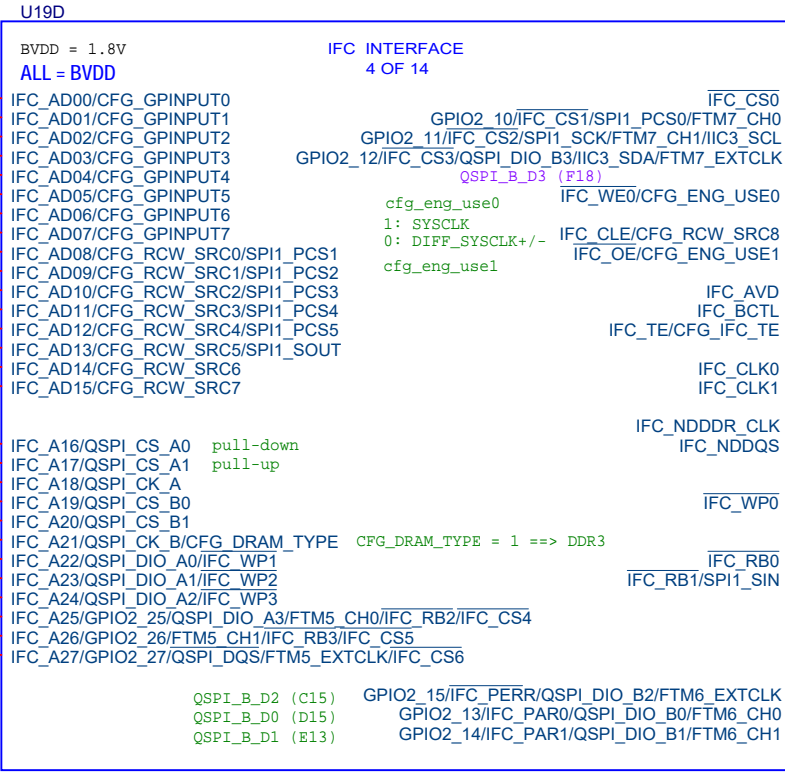 U19D
BVDD = 1.8V
IFC INTERFACE
ALL = BVDD
4 OF 14
IFC_AD00/CFG_GPINPUT0
IFC_CS0
IFC_AD01/CFG_GPINPUT1
GPIO2_10/IFC_CS1/SPI1_PCS0/FTM7_CH0
IFC_AD02/CFG_GPINPUT2
GPIO2_11/IFC_CS2/SPI1_SCK/FTM7_CH1/IIC3_SCL
IFC_AD03/CFG_GPINPUT3
GPIO2_12/IFC_CS3/QSPI_DIO_B3/IIC3_SDA/FTM7_EXTCLK
IFC_AD04/CFG_GPINPUT4
QSPI_B_D3 (F18)
IFC_AD05/CFG_GPINPUT5
cfg_eng_use0
IFC_WE0/CFG_ENG_USE0
IFC_AD06/CFG_GPINPUT6
1: SYSCLK
IFC_AD07/CFG_GPINPUT7
0: DIFF_SYSCLK+/-
IFC_CLE/CFG_RCW_SRC8
IFC_AD08/CFG_RCW_SRC0/SPI1_PCS1
IFC_OE/CFG_ENG_USE1
cfg_eng_use1
IFC_AD09/CFG_RCW_SRC1/SPI1_PCS2
IFC_AD10/CFG_RCW_SRC2/SPI1_PCS3
IFC_AVD
IFC_AD11/CFG_RCW_SRC3/SPI1_PCS4
IFC_BCTL
IFC_AD12/CFG_RCW_SRC4/SPI1_PCS5
IFC_TE/CFG_IFC_TE
IFC_AD13/CFG_RCW_SRC5/SPI1_SOUT
IFC_AD14/CFG_RCW_SRC6
IFC_CLK0
IFC_AD15/CFG_RCW_SRC7
IFC_CLK1
IFC_NDDDR_CLK
IFC_A16/QSPI_CS_A0
pull-down
IFC_NDDQS
IFC_A17/QSPI_CS_A1
pull-up
IFC_A18/QSPI_CK_A
IFC_A19/QSPI_CS_B0
IFC_WP0
IFC_A20/QSPI_CS_B1
IFC_A21/QSPI_CK_B/CFG_DRAM_TYPE
CFG_DRAM_TYPE = 1 ==> DDR3
IFC_A22/QSPI_DIO_A0/IFC_WP1
IFC_RB0
IFC_A23/QSPI_DIO_A1/IFC_WP2
IFC_RB1/SPI1_SIN
IFC_A24/QSPI_DIO_A2/IFC_WP3
IFC_A25/GPIO2_25/QSPI_DIO_A3/FTM5_CH0/IFC_RB2/IFC_CS4
IFC_A26/GPIO2_26/FTM5_CH1/IFC_RB3/IFC_CS5
IFC_A27/GPIO2_27/QSPI_DQS/FTM5_EXTCLK/IFC_CS6
QSPI_B_D2 (C15)
GPIO2_15/IFC_PERR/QSPI_DIO_B2/FTM6_EXTCLK
QSPI_B_D0 (D15)
GPIO2_13/IFC_PAR0/QSPI_DIO_B0/FTM6_CH0
QSPI_B_D1 (E13)
GPIO2_14/IFC_PAR1/QSPI_DIO_B1/FTM6_CH1